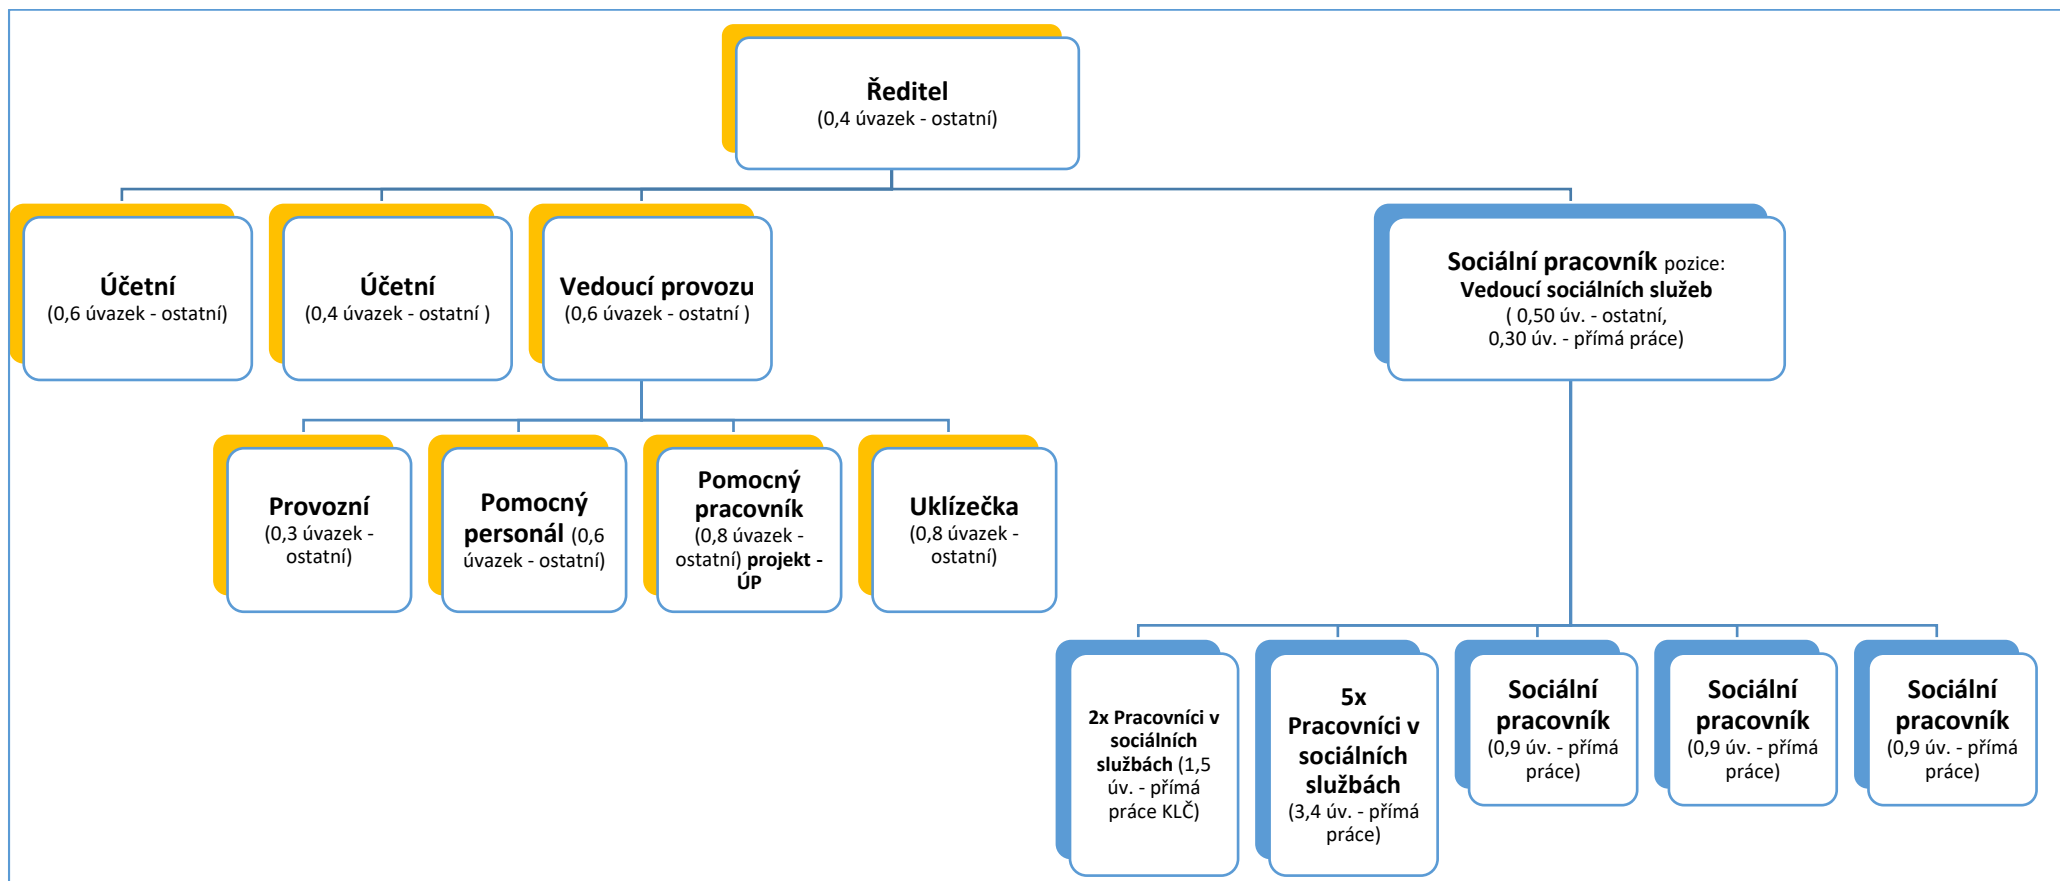 Ředitel
(0,4 úvazek - ostatní)
Účetní
(0,6 úvazek - ostatní)
Účetní
(0,4 úvazek - ostatní )
Vedoucí provozu
(0,6 úvazek - ostatní )
Sociální pracovník pozice:
Vedoucí sociálních služeb
( 0,50 úv. - ostatní,
0,30 úv. - přímá práce)
Provozní
(0,3 úvazek -
ostatní)
Pomocný
personál (0,6
úvazek - ostatní)
Pomocný
pracovník
(0,8 úvazek -
ostatní) projekt -
ÚP
Uklízečka
(0,8 úvazek -
ostatní)
2x Pracovníci v
sociálních
službách (1,5
úv. - přímá
práce KLČ)
5x
Pracovníci v
sociálních
službách
(3,4 úv. - přímá
práce)
Sociální
pracovník
(0,9 úv. - přímá
práce)
Sociální
pracovník
(0,9 úv. - přímá
práce)
Sociální
pracovník
(0,9 úv. - přímá
práce)